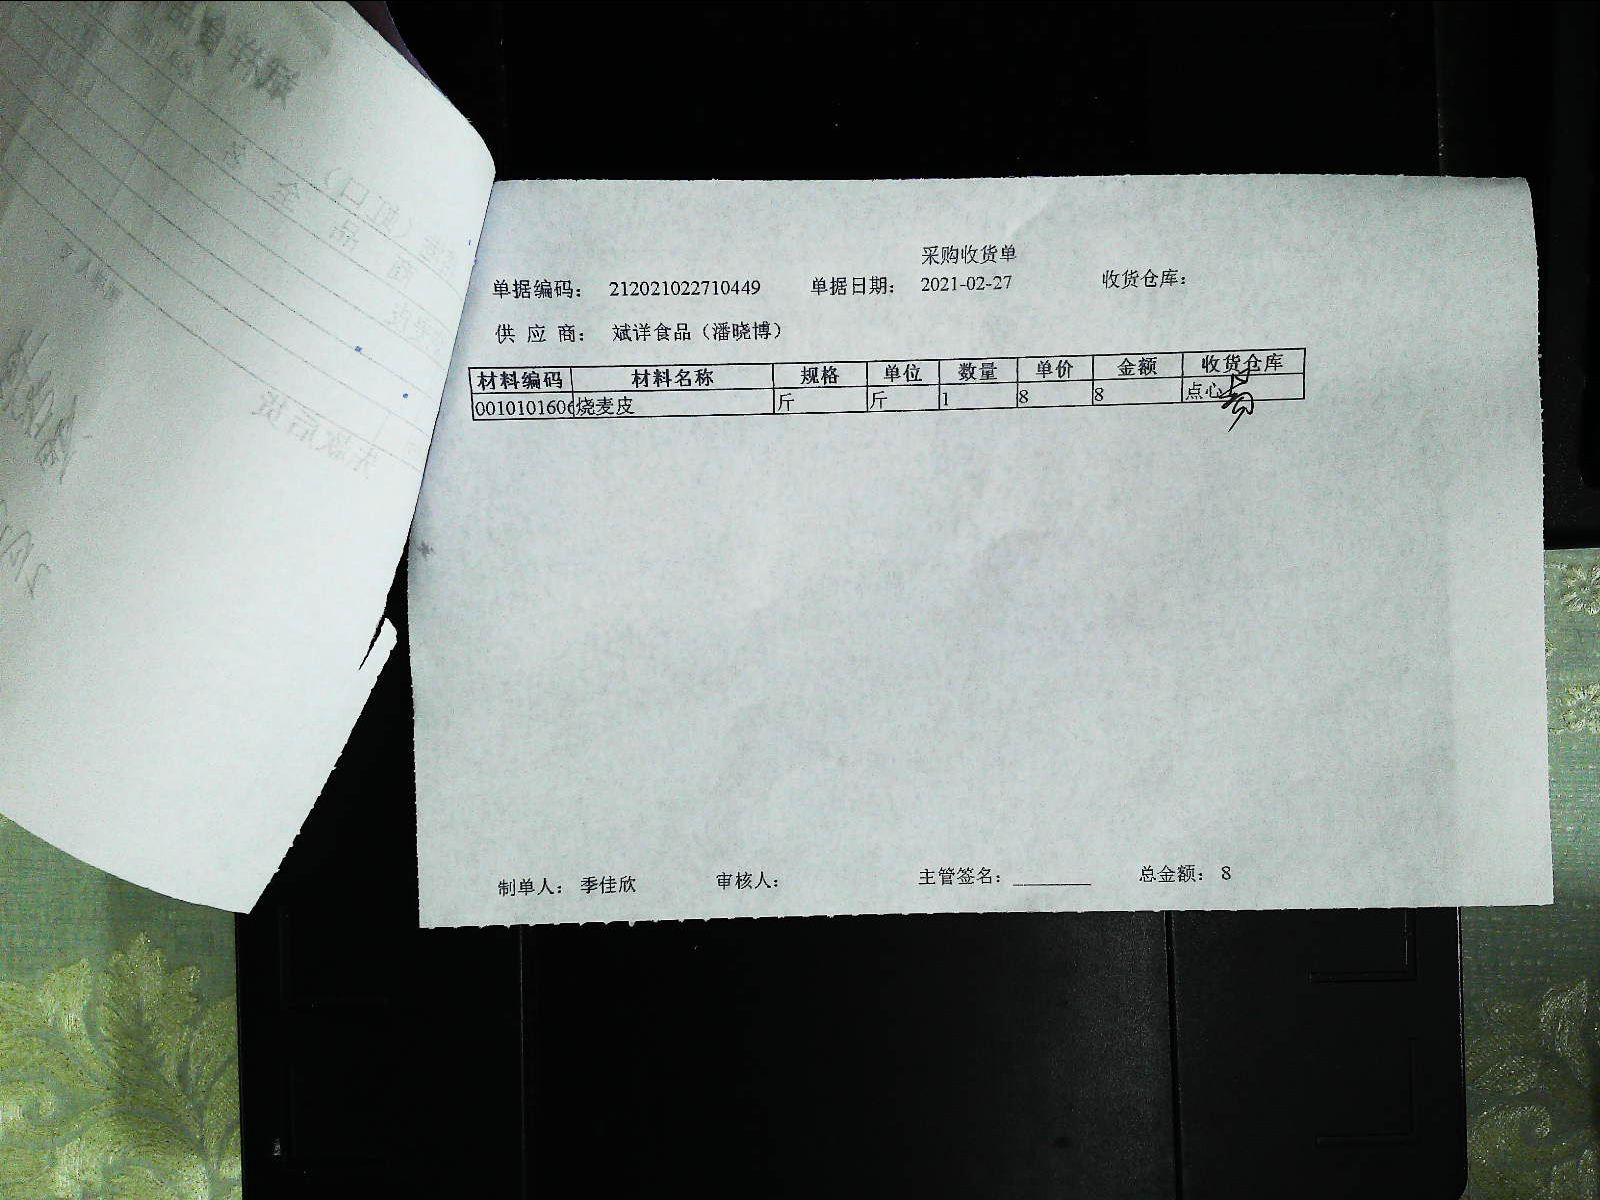 采购收货单
单据编码： 212021022710449 单据日期： 2021-02-27 收货仓库：
供 应 商： 斌详食品（潘晓博）
材料编码 材料名称 规格 单位 数量 单价 金额 收货仓库
0010101606 烧麦皮 斤 斤 1 8 8 点心
制单人： 季佳欣 审核人： 主管签名：________ 总金额： 8